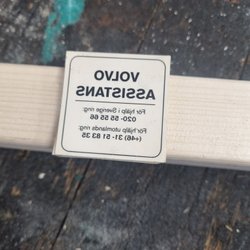 VOLVO
ASSISTANS
För hjälp i Sverige ring:
020- 55 55 66
För hjälp utomlands ring:
(+46)- 31- 51 83 35